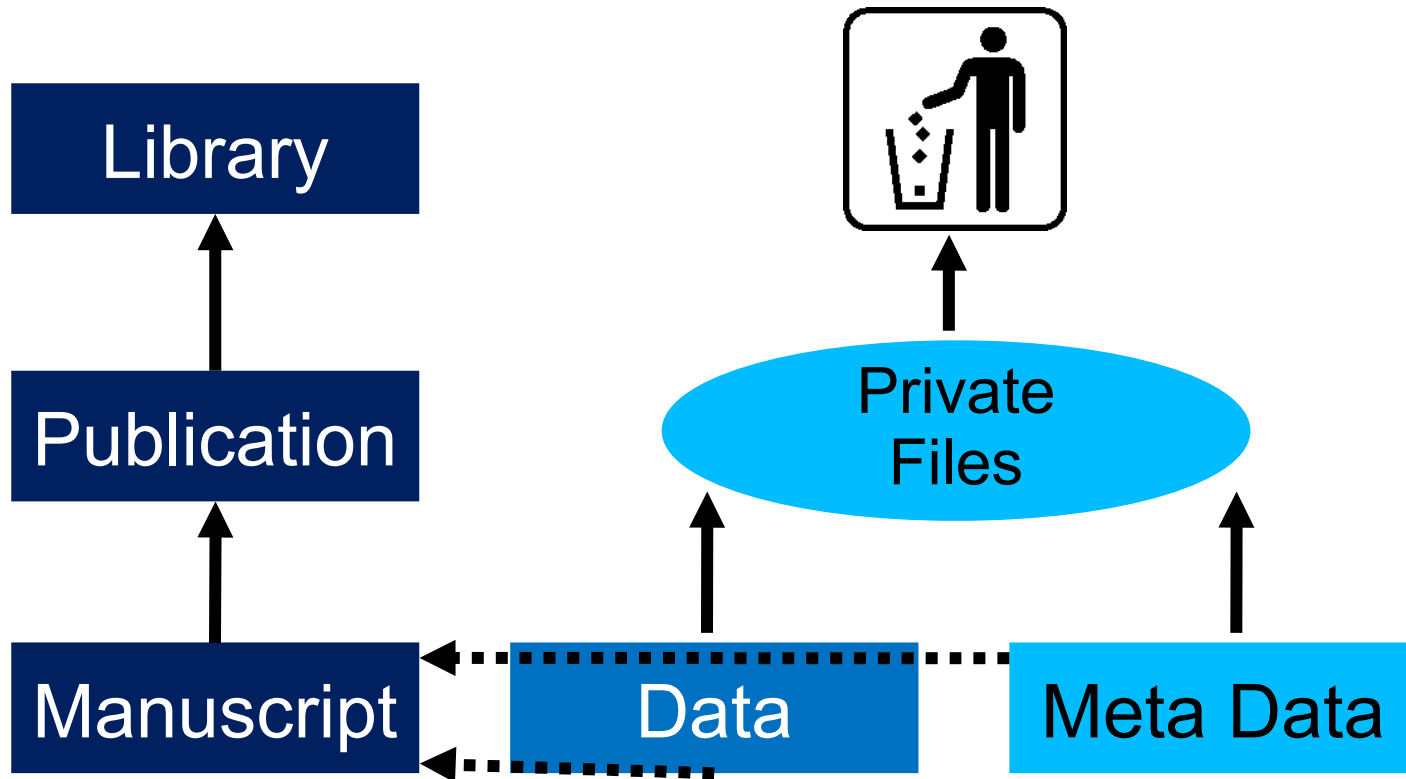 Library
Publication
Manuscript
Private
Files
Data
Meta Data